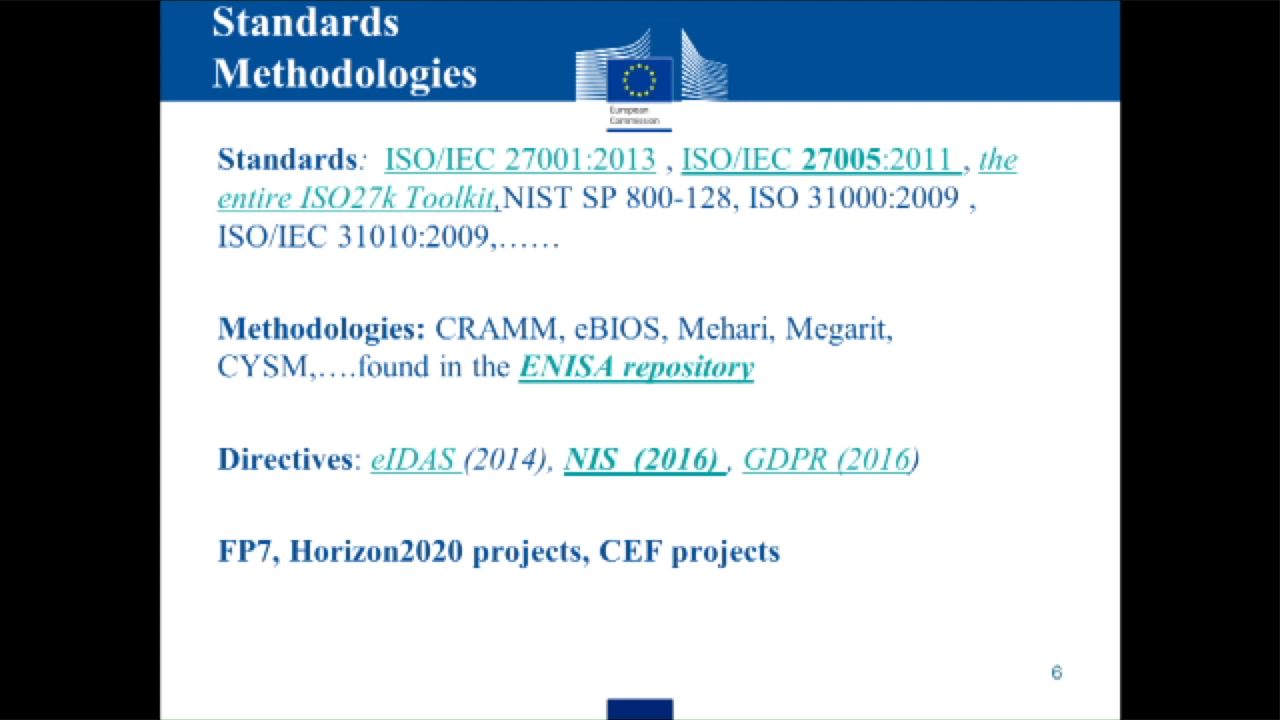 Standards
Methodologies
European
Commission
Standards: ISO/IEC 27001:2013 , ISO/IEC 27005:2011 , the
entire ISO27k Toolkit,NIST SP 800-128, ISO 31000:2009 ,
ISO/IEC 31010:2009,……
Methodologies: CRAMM, eBIOS, Mehari, Megarit,
CYSM,….found in the ENISA repository
Directives: eIDAS (2014), NIS (2016) , GDPR (2016)
FP7, Horizon2020 projects, CEF projects
6